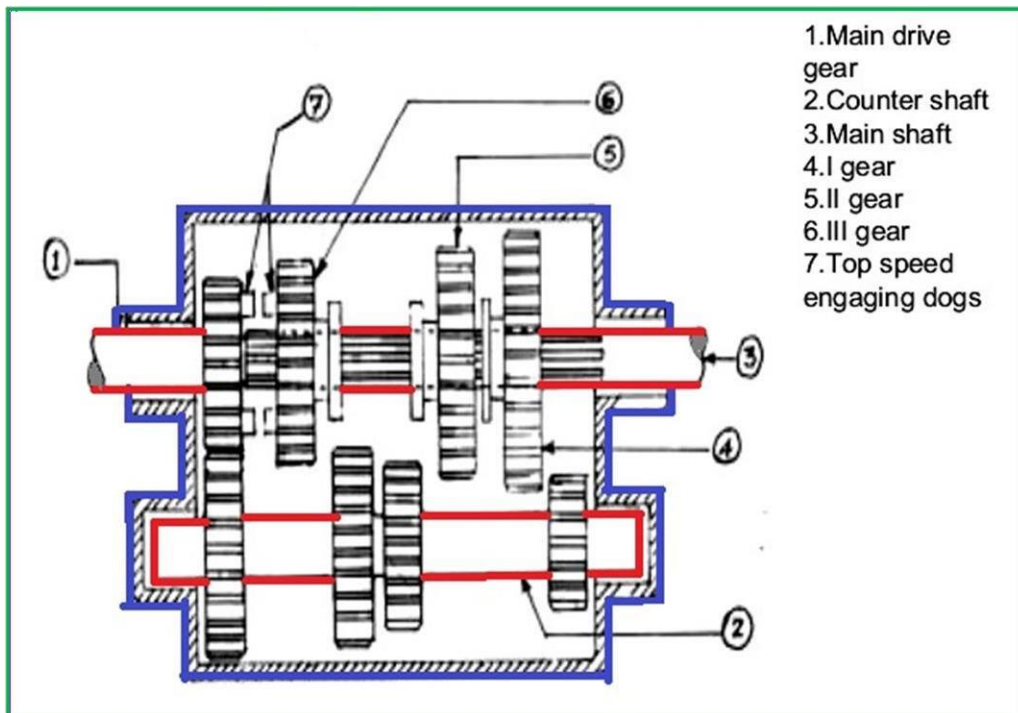 1.Main drive
gear
2.Counter shaft
3.Main shaft
4.I gear
5.II gear
6.III gear
7.Top speed
engaging dogs
7
6
5
1
3
4
2